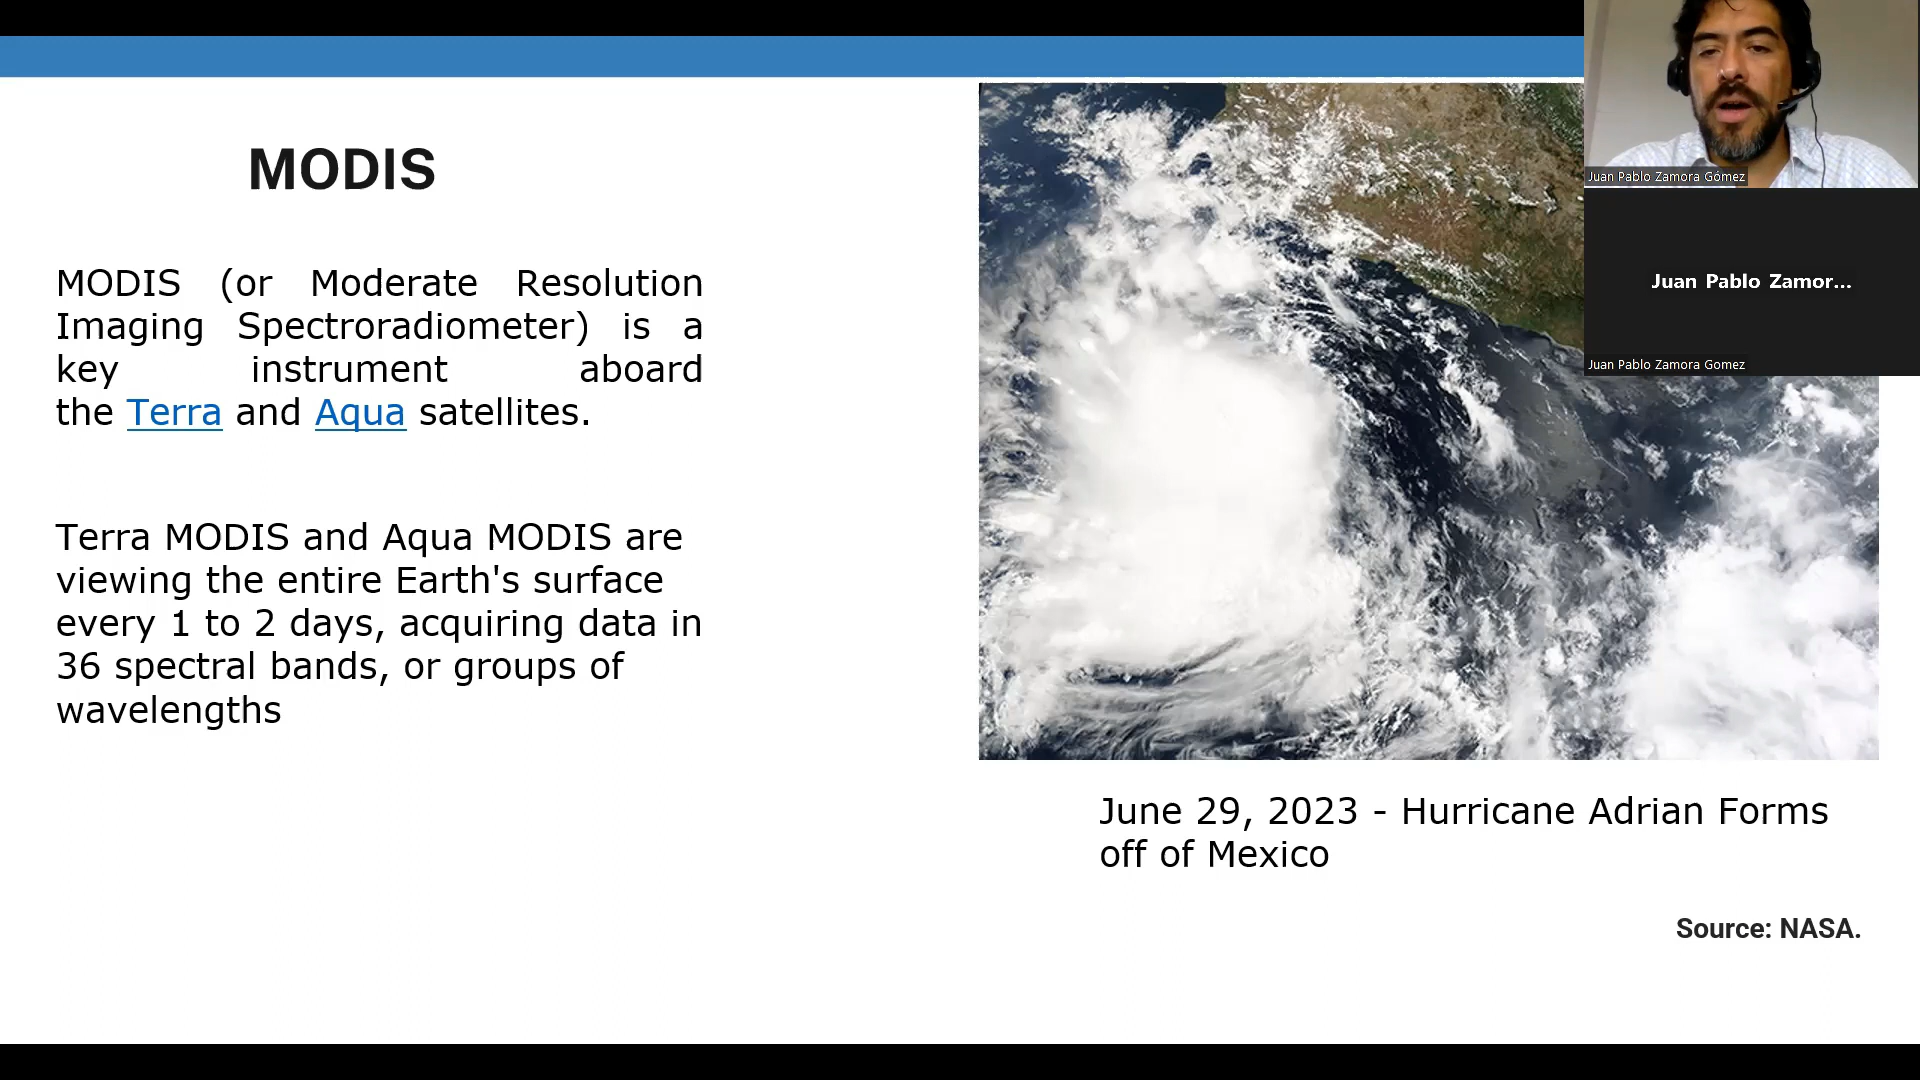 MODIS
MODIS (or Moderate Resolution
Imaging Spectroradiometer) is a
key instrument aboard
the Terra and Aqua satellites.
Terra MODIS and Aqua MODIS are
viewing the entire Earth's surface
every 1 to 2 days, acquiring data in
36 spectral bands, or groups of
wavelengths
June 29, 2023 - Hurricane Adrian Forms
off of Mexico
Source: NASA.
Juan Pablo Zamora Gómez
Juan Pablo Zamor...
Juan Pablo Zamora Gomez